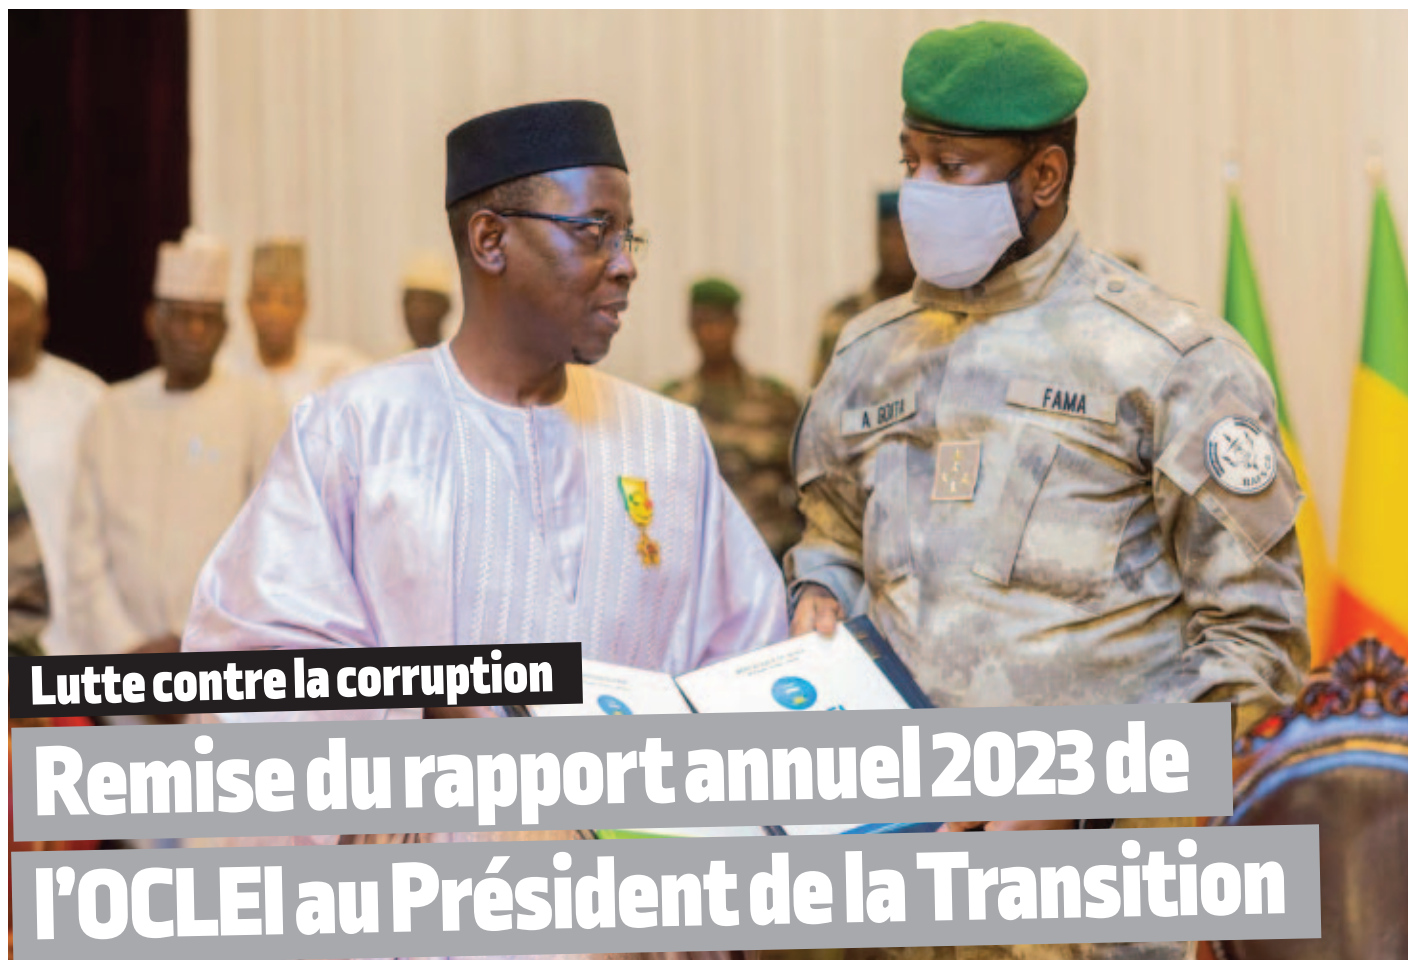 A GOITA
FAMA
Lutte contre la corruption
Remise du rapport annuel 2023 de
l'OCLEI au Président de la Transition